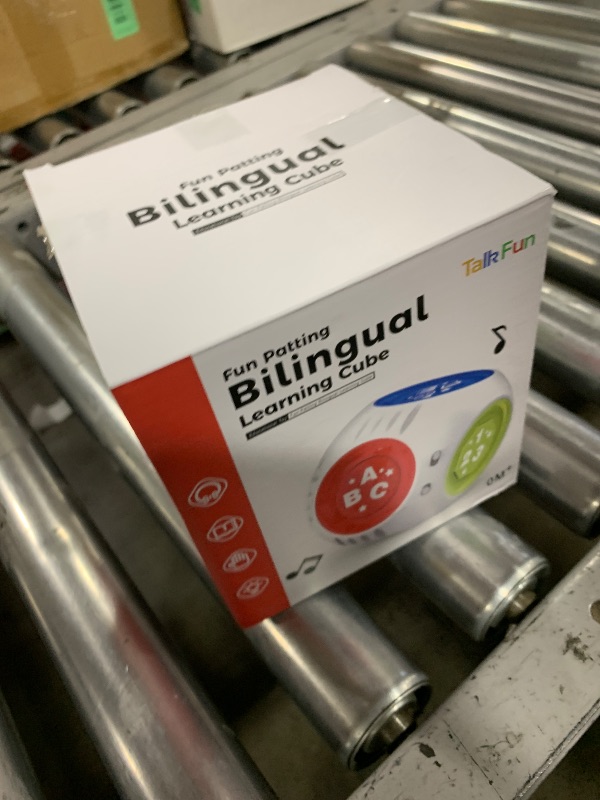 Fun Patting
Bilingual
Learning Cube
TalkFun
Fun Patting
Bilingual
Learning Cube
A
B C
0M+